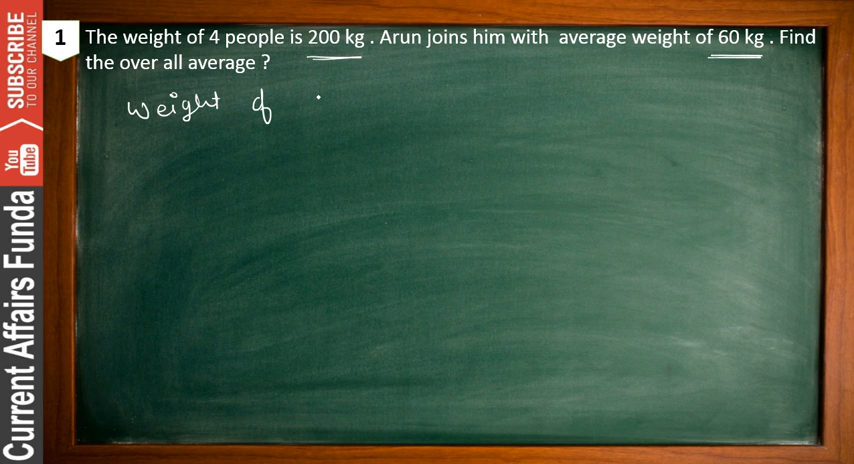 SUBSCRIBE
TO OUR CHANNEL
You
Tube
Current Affairs Funda
1
The weight of 4 people is 200 kg . Arun joins him with average weight of 60 kg . Find
the over all average ?
weight of